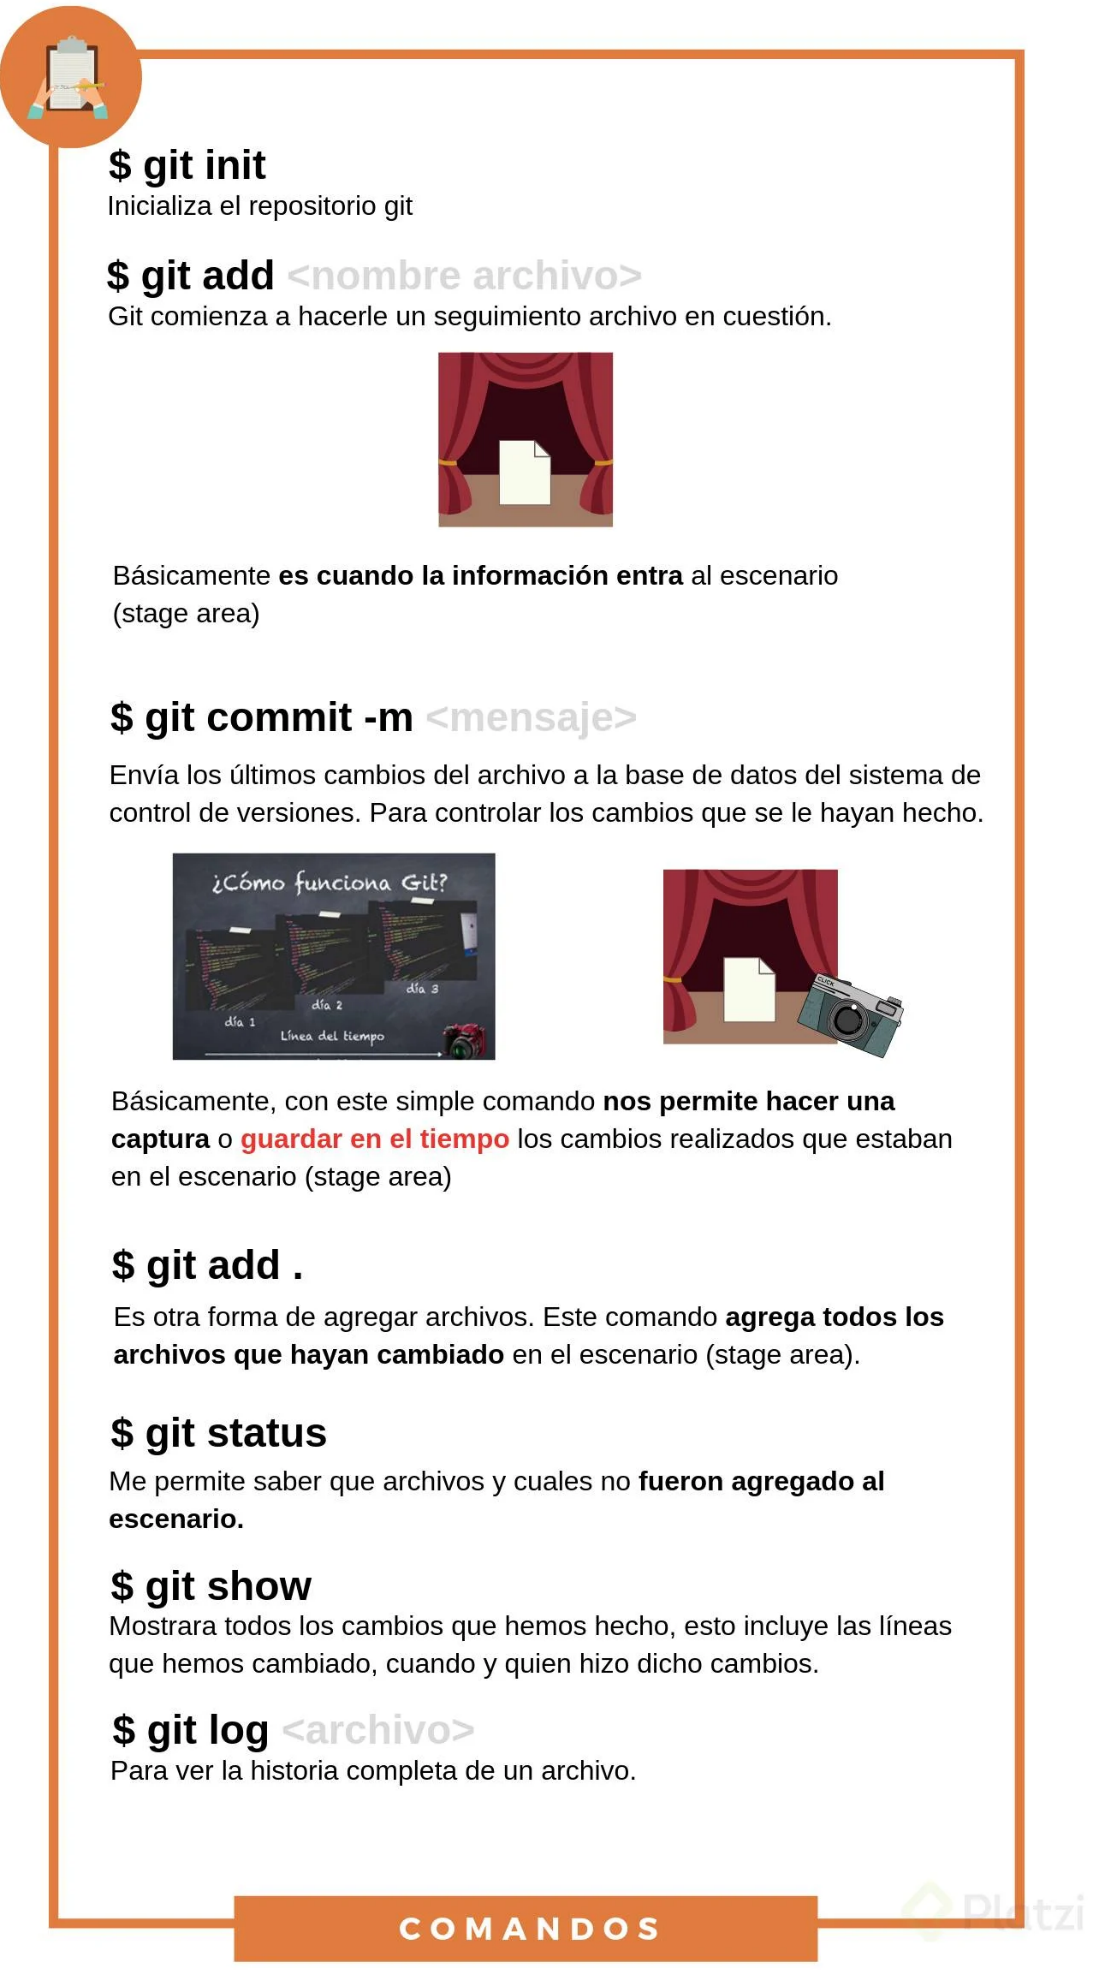 $ git init
Inicializa el repositorio git
$ git add <nombre archivo>
Git comienza a hacerle un seguimiento archivo en cuestión.
Básicamente es cuando la información entra al escenario
(stage area)
$ git commit -m <mensaje>
Envía los últimos cambios del archivo a la base de datos del sistema de
control de versiones. Para controlar los cambios que se le hayan hecho.
¿Cómo funciona Git?
día 1
día 2
día 3
Línea del tiempo
CLICK
Básicamente, con este simple comando nos permite hacer una
captura o guardar en el tiempo los cambios realizados que estaban
en el escenario (stage area)
$ git add .
Es otra forma de agregar archivos. Este comando agrega todos los
archivos que hayan cambiado en el escenario (stage area).
$ git status
Me permite saber que archivos y cuales no fueron agregado al
escenario.
$ git show
Mostrara todos los cambios que hemos hecho, esto incluye las líneas
que hemos cambiado, cuando y quien hizo dicho cambios.
$ git log <archivo>
Para ver la historia completa de un archivo.
COMANDOS
Platzi